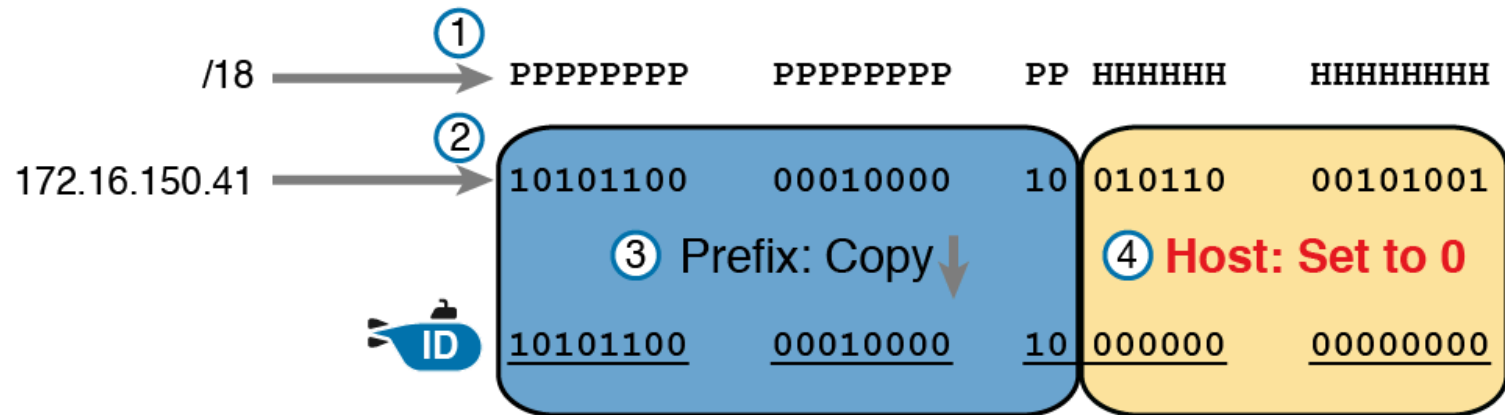 1
/18 PPPPPPPP PPPPPPPP PP HHHHHH HHHHHHHH
2
172.16.150.41 10101100 00010000 10 010110 00101001
3 Prefix: Copy 4 Host: Set to 0
ID 10101100 00010000 10 000000 00000000